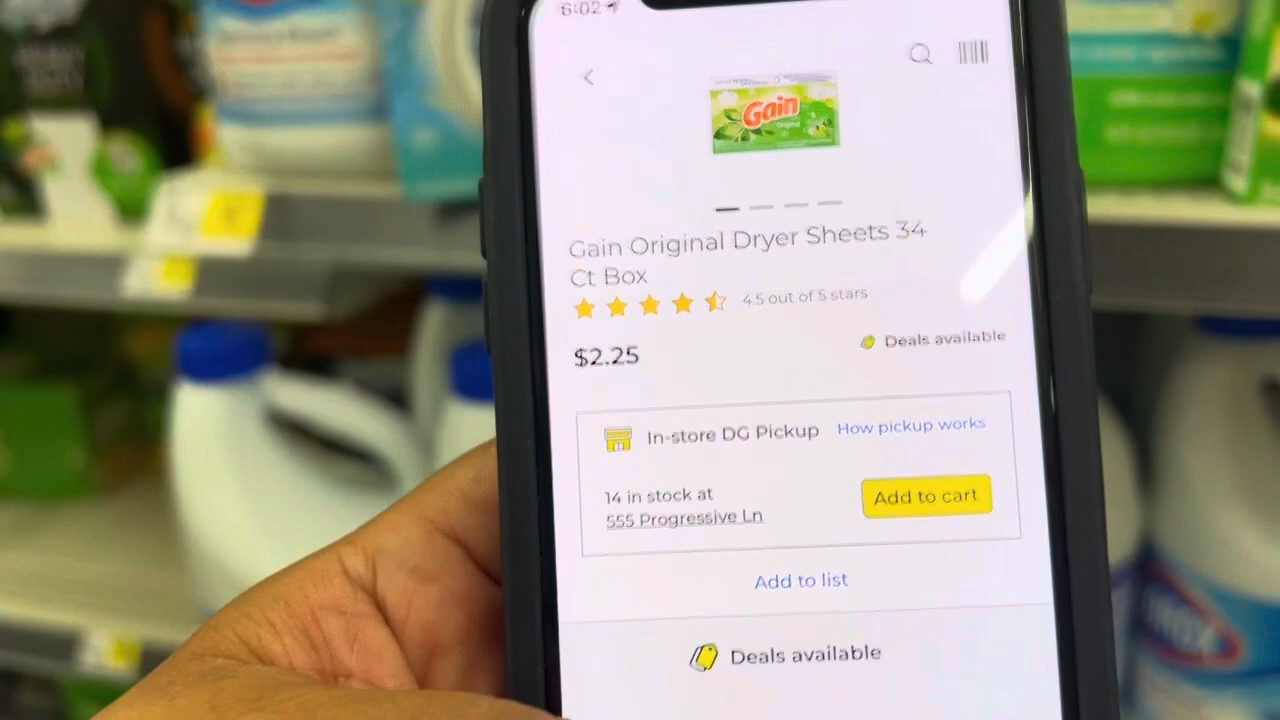 6:02
Gain
Original
Gain Original Dryer Sheets 34
Ct Box
4.5 out of 5 stars
Deals available
$2.25
In-store DG Pickup
How pickup works
14 in stock at
555 Progressive Ln
Add to cart
Add to list
Deals available